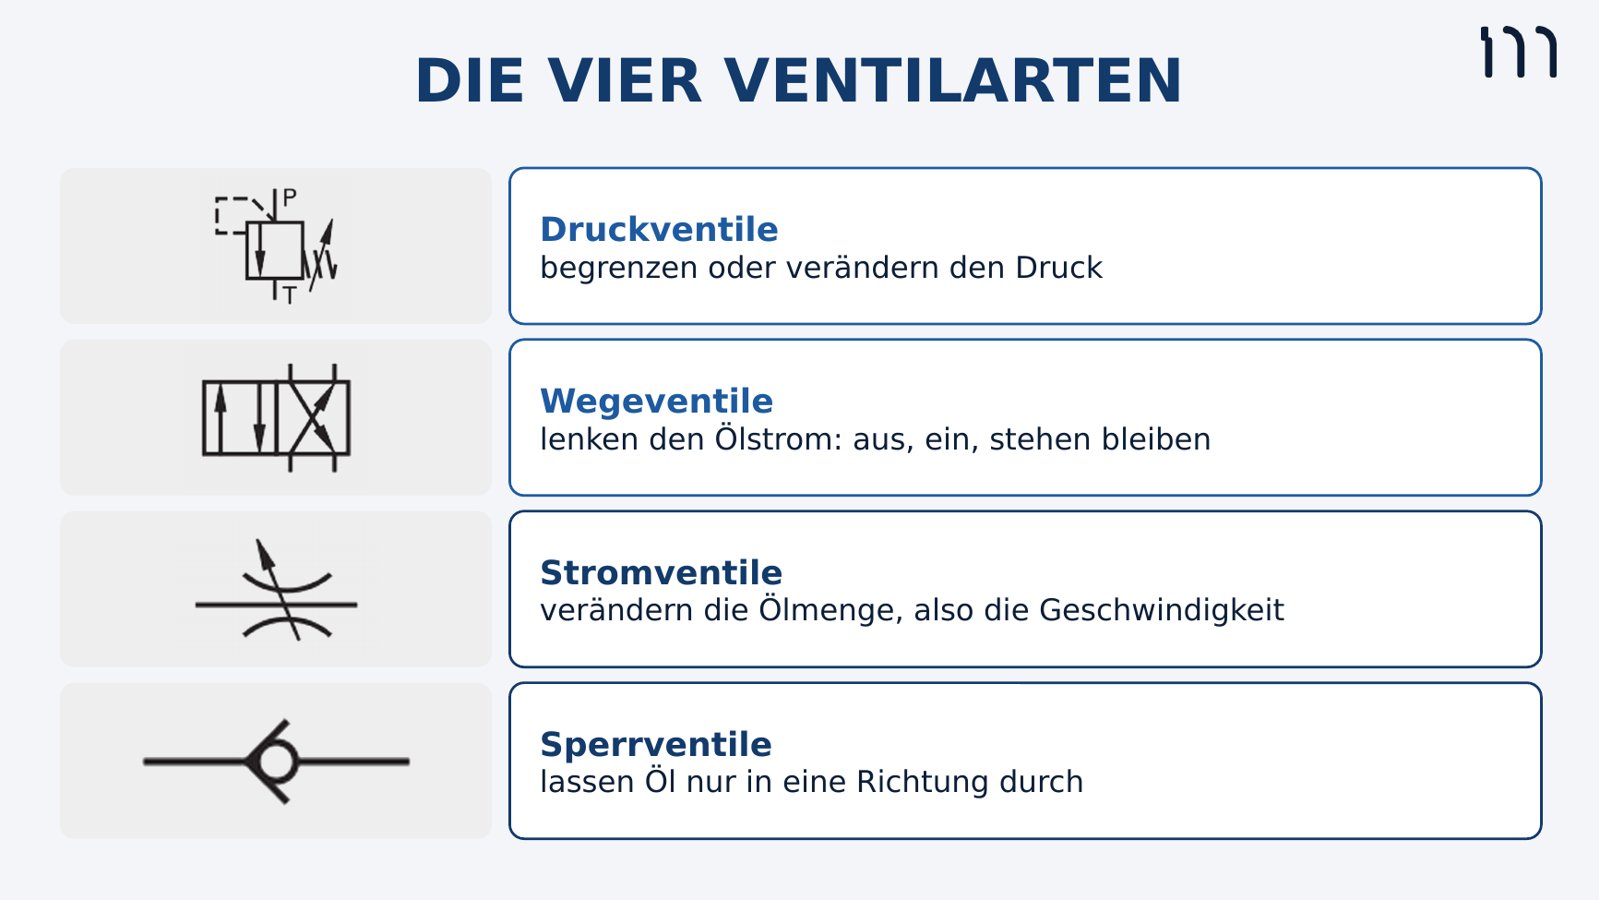 DIE VIER VENTILARTEN
m
P
T
Druckventile
begrenzen oder verändern den Druck
Wegeventile
lenken den Ölstrom: aus, ein, stehen bleiben
Stromventile
verändern die Ölmenge, also die Geschwindigkeit
Sperrventile
lassen Öl nur in eine Richtung durch